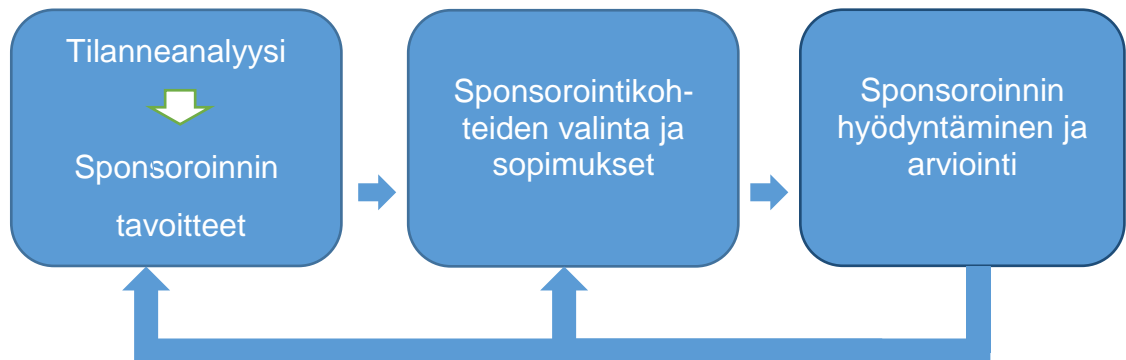 Tilanneanalyysi
Sponsoroinnin
tavoitteet
Sponsorointikoh-
teiden valinta ja
sopimukset
Sponsoroinnin
hyödyntäminen ja
arviointi